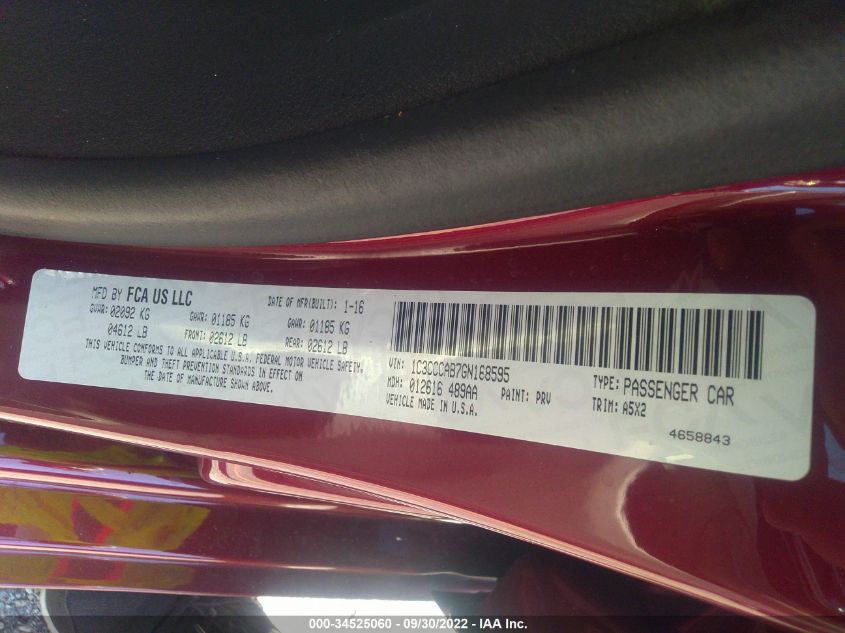 MFD BY FCA US LLC
DATE OF MFR(BUILT): 1-16
GVWR: 02092 KG
GAWR: 01185 KG
GAWR: 01185 KG
04612 LB
FRONT: 02612 LB
REAR: 02612 LB
THIS VEHICLE CONFORMS TO ALL APPLICABLE U.S.A. FEDERAL MOTOR VEHICLE SAFETY,
BUMPER AND THEFT PREVENTION STANDARDS IN EFFECT ON
THE DATE OF MANUFACTURE SHOWN ABOVE.
VIN: 1C3CCCAB7GN168595
TYPE: PASSENGER CAR
MDH: 012616 489AA
PAINT: PRV
TRIM: A5X2
VEHICLE MADE IN U.S.A.
4658843
000-34525060 - 09/30/2022 - IAA Inc.